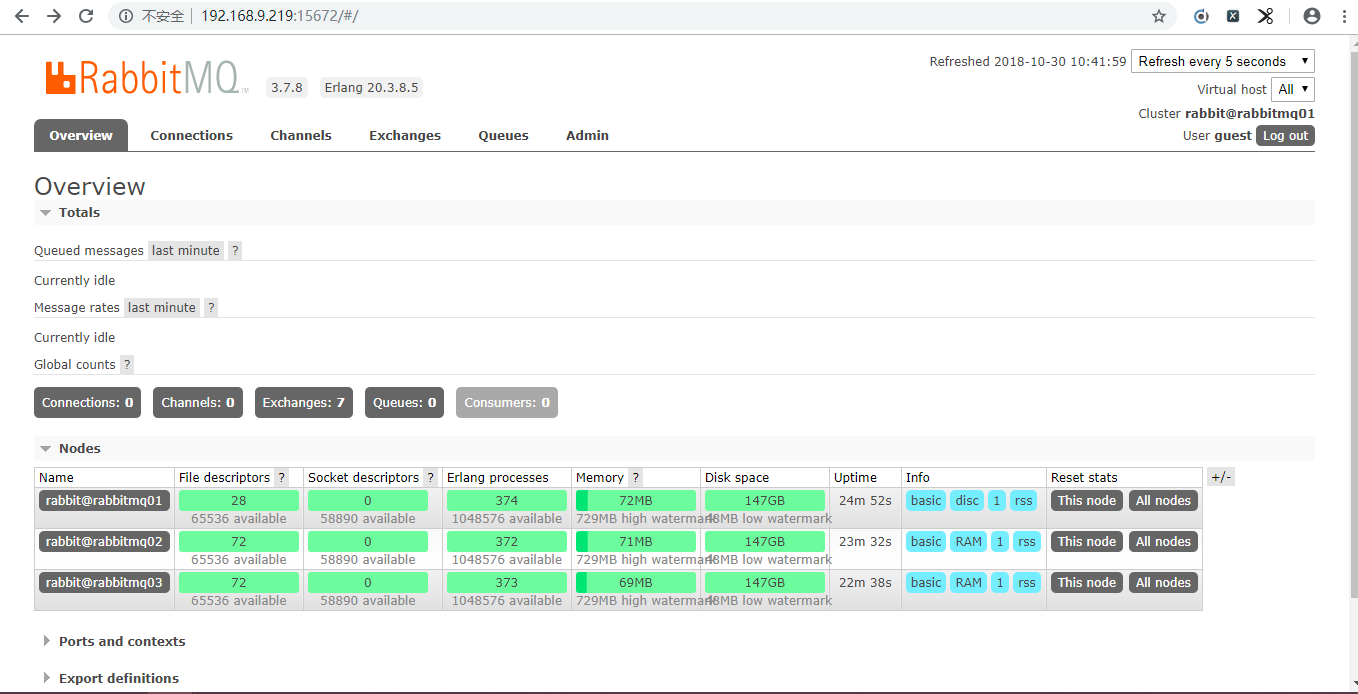 不安全 192.168.9.219:15672/#/
RabbitMQ TM 3.7.8 Erlang 20.3.8.5
Refreshed 2018-10-30 10:41:59 Refresh every 5 seconds
Virtual host All
Cluster rabbit@rabbitmq01
User guest Log out
Overview Connections Channels Exchanges Queues Admin
Overview
Totals
Queued messages last minute ?
Currently idle
Message rates last minute ?
Currently idle
Global counts ?
Connections: 0 Channels: 0 Exchanges: 7 Queues: 0 Consumers: 0
Nodes
Name File descriptors ? Socket descriptors ? Erlang processes Memory ? Disk space Uptime Info Reset stats +/-
rabbit@rabbitmq01 28 0 374 72MB 147GB 24m 52s basic disc 1 rss This node All nodes
65536 available 58890 available 1048576 available 729MB high watermark 48MB low watermark
rabbit@rabbitmq02 72 0 372 71MB 147GB 23m 32s basic RAM 1 rss This node All nodes
65536 available 58890 available 1048576 available 729MB high watermark 48MB low watermark
rabbit@rabbitmq03 72 0 373 69MB 147GB 22m 38s basic RAM 1 rss This node All nodes
65536 available 58890 available 1048576 available 729MB high watermark 48MB low watermark
Ports and contexts
Export definitions